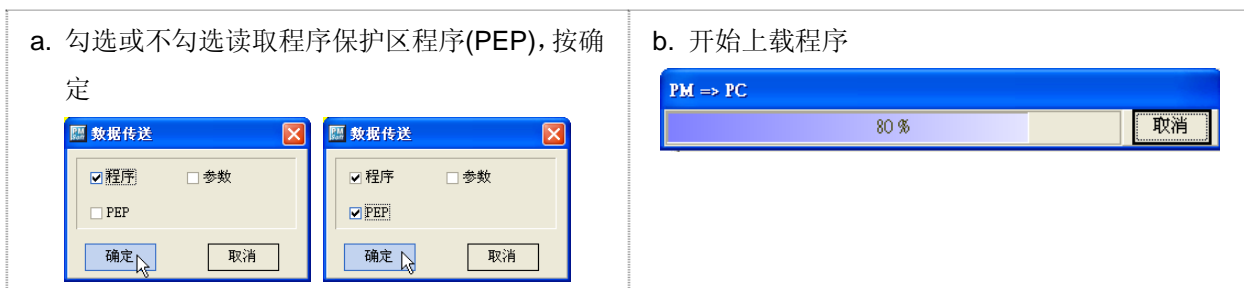 a. 勾选或不勾选读取程序保护区程序(PEP)，按确
定
数据传送
程序
参数
PEP
确定
取消
数据传送
程序
参数
PEP
确定
取消
b. 开始上载程序
PM => PC
80 %
取消